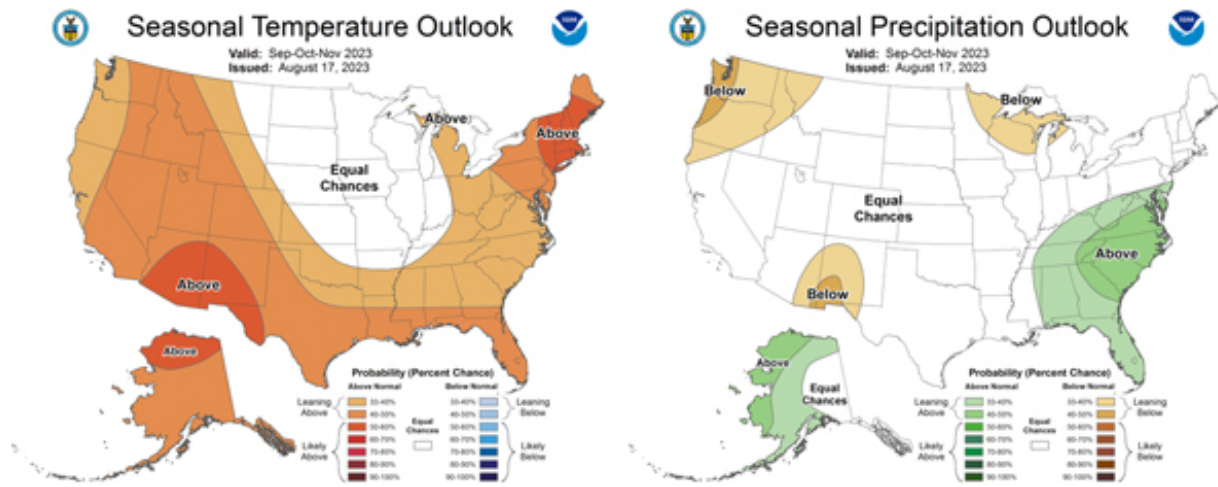 Seasonal Temperature Outlook
Valid: Sep-Oct-Nov 2023
Issued: August 17, 2023
Above
Above
Equal
Chances
Above
Above
Probability (Percent Chance)
Above Normal
Below Normal
Leaning
Above
Likely
Above
33-40%
40-50%
50-60%
60-70%
70-80%
80-90%
90-100%
Equal
Chances
33-40%
40-50%
50-60%
60-70%
70-80%
80-90%
90-100%
Leaning
Below
Likely
Below
Seasonal Precipitation Outlook
Valid: Sep-Oct-Nov 2023
Issued: August 17, 2023
Below
Below
Equal
Chances
Above
Below
Above
Equal
Chances
Probability (Percent Chance)
Above Normal
Below Normal
Leaning
Above
Likely
Above
33-40%
40-50%
50-60%
60-70%
70-80%
80-90%
90-100%
Equal
Chances
33-40%
40-50%
50-60%
60-70%
70-80%
80-90%
90-100%
Leaning
Below
Likely
Below